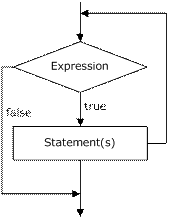 Expression
true
false
Statement(s)